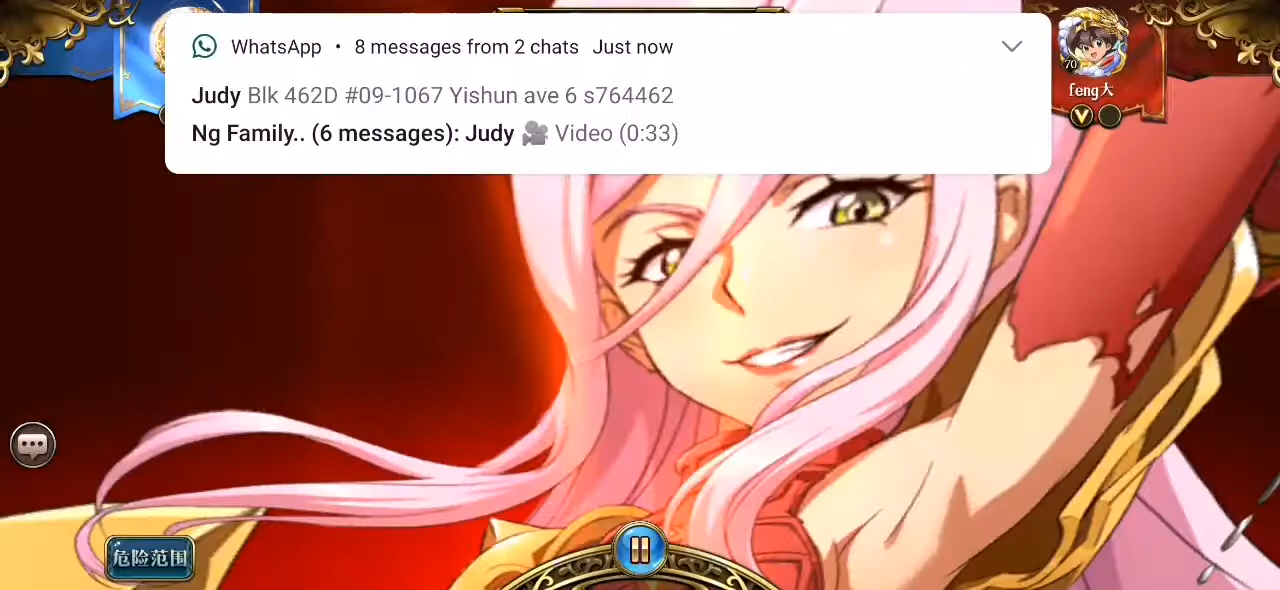 WhatsApp • 8 messages from 2 chats Just now
Judy Blk 462D #09-1067 Yishun ave 6 s764462
Ng Family.. (6 messages): Judy 🎥 Video (0:33)
70
feng大
危险范围